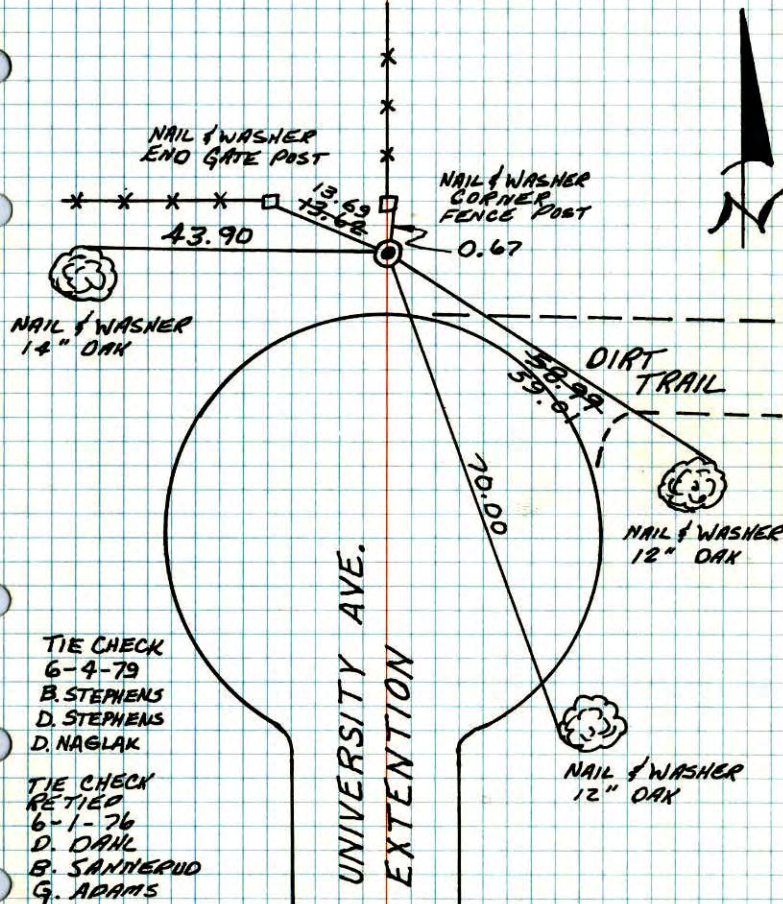 NAIL & WASHER
END GATE POST
NAIL & WASHER
CORNER
FENCE POST
13.69
13.62
43.90
0.67
N
NAIL & WASHER
14" OAK
DIRT
TRAIL
58.99
59.01
70.00
NAIL & WASHER
12" OAK
UNIVERSITY AVE.
EXTENTION
TIE CHECK
6-4-79
B. STEPHENS
D. STEPHENS
D. NAGLAK
NAIL & WASHER
12" OAK
TIE CHECK
RETIED
6-1-76
D. DAHL
B. SANNERUD
G. ADAMS